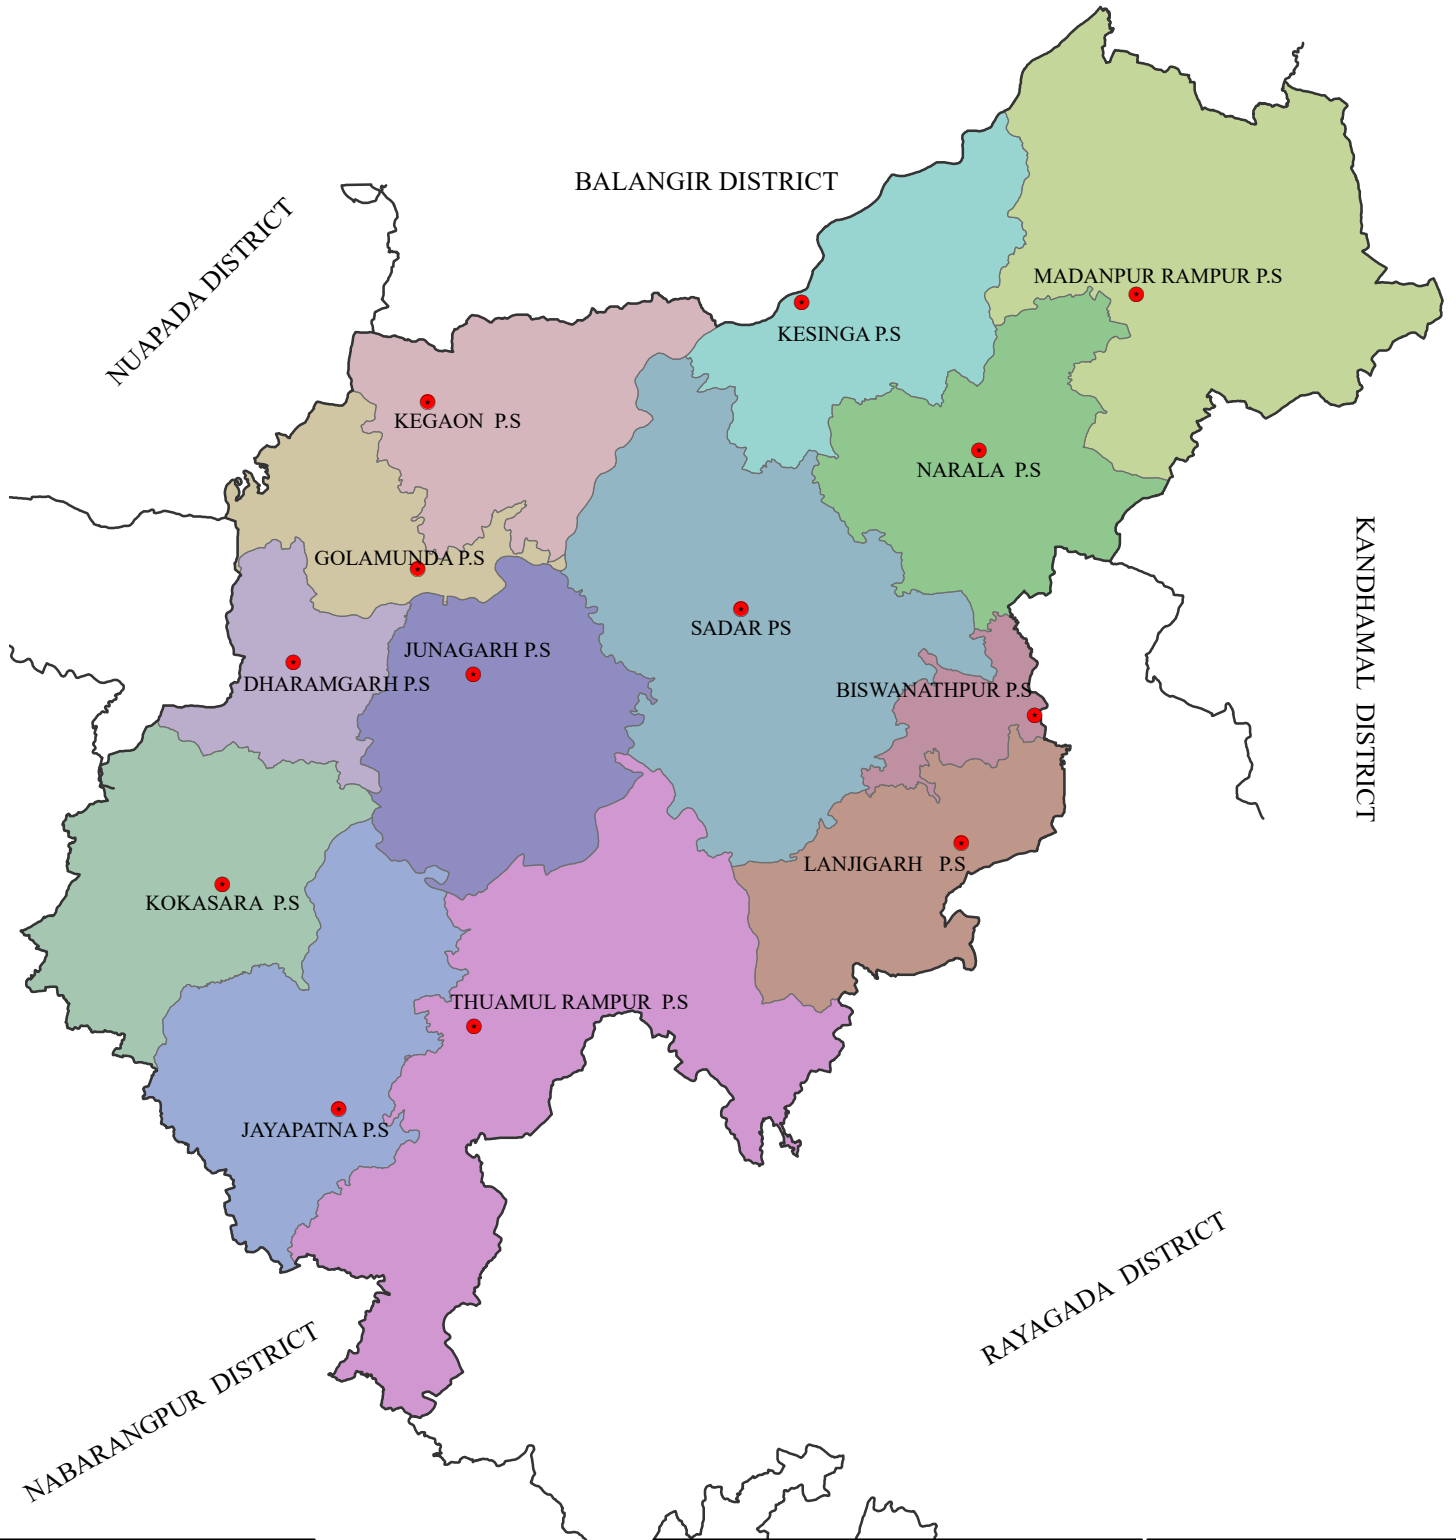 BALANGIR DISTRICT
NUAPADA DISTRICT
MADANPUR RAMPUR P.S
KESINGA P.S
KEGAON P.S
NARALA P.S
KANDHAMAL DISTRICT
GOLAMUNDA P.S
SADAR PS
JUNAGARH P.S
DHARAMGARH P.S
BISWANATHPUR P.S
LANJIGARH P.S
KOKASARA P.S
THUAMUL RAMPUR P.S
JAYAPATNA P.S
RAYAGADA DISTRICT
NABARANGPUR DISTRICT